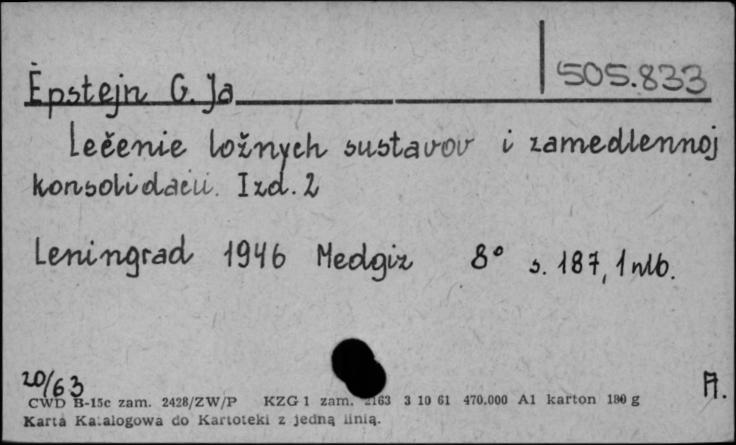 505.833
Èpstejn G. Ja
Lečenie ložnych sustavov i zamedlennoj
konsolidacii. Izd. 2
Leningrad 1946 Medgiz 8° s. 187, 1 nlb.
20/63
CWD B-15c zam. 2428/ZW/P KZG 1 zam. 2163 3 10 61 470.000 A1 karton 180 g
Karta Katalogowa do Kartoteki z jedną linią.